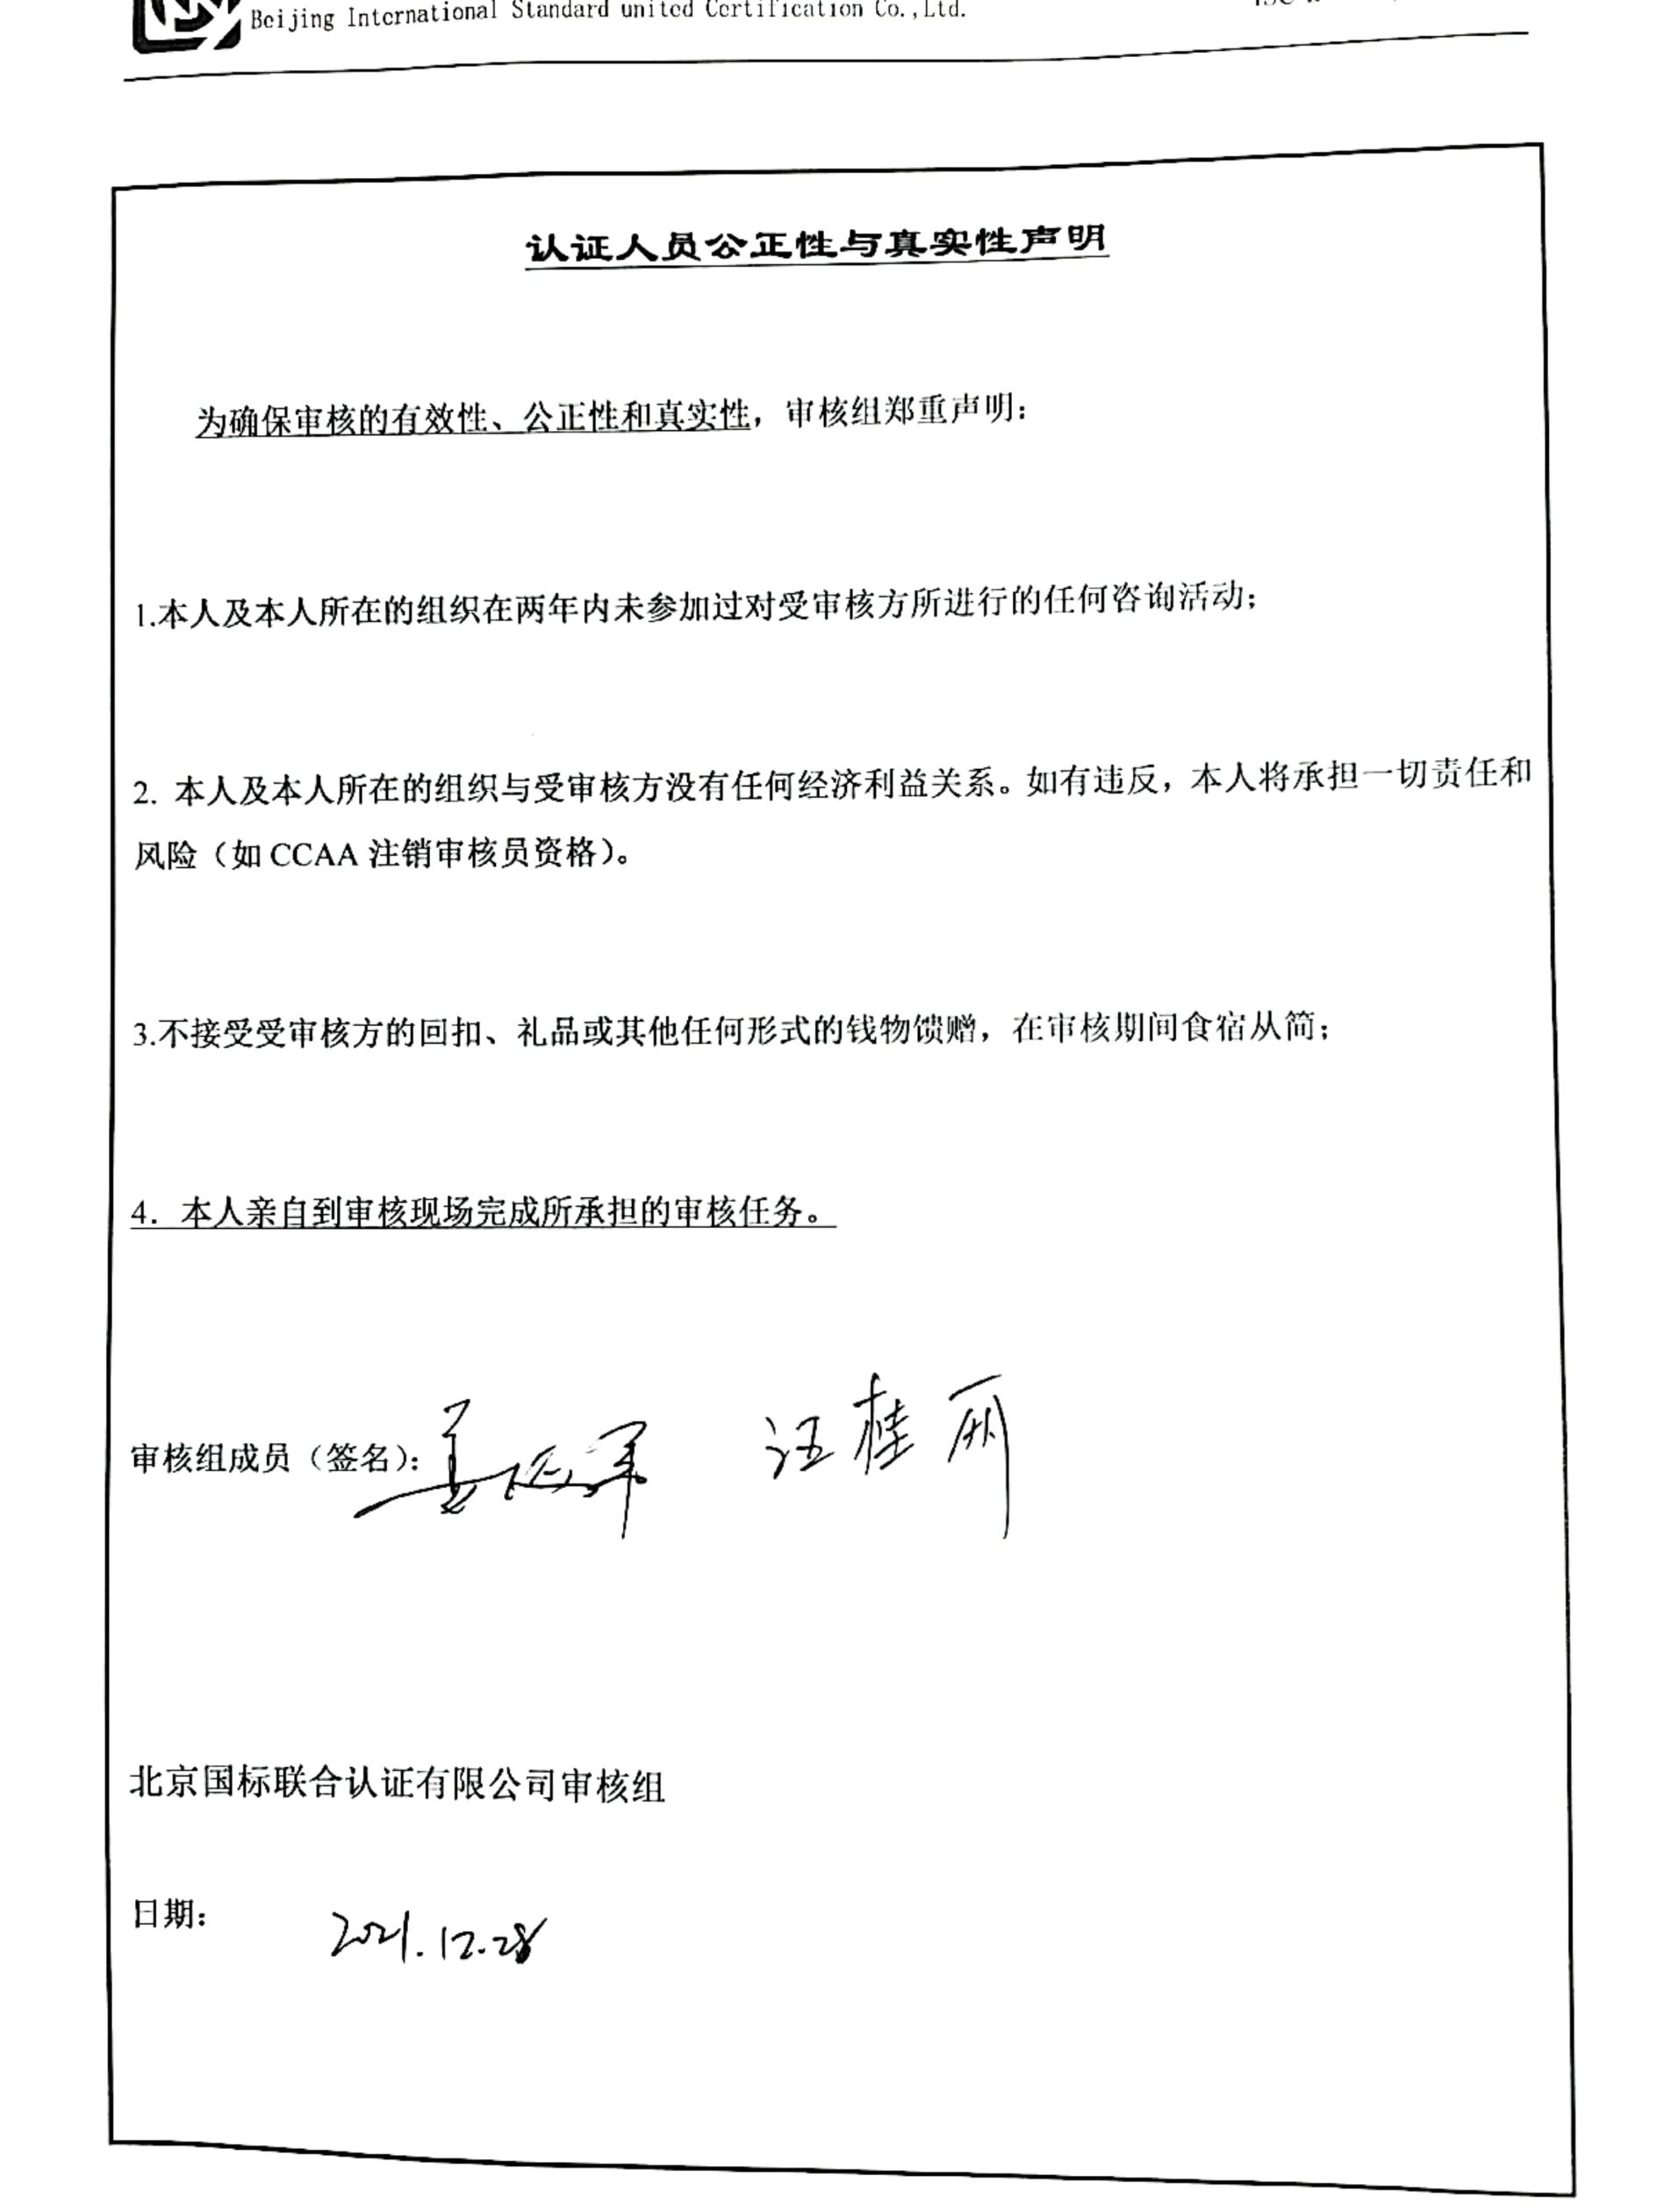 Beijing International Standard united Certification Co.,Ltd.
认证人员公正性与真实性声明
为确保审核的有效性、公正性和真实性，审核组郑重声明：
1.本人及本人所在的组织在两年内未参加过对受审核方所进行的任何咨询活动；
2. 本人及本人所在的组织与受审核方没有任何经济利益关系。如有违反，本人将承担一切责任和
风险（如 CCAA 注销审核员资格）。
3.不接受受审核方的回扣、礼品或其他任何形式的钱物馈赠，在审核期间食宿从简；
4. 本人亲自到审核现场完成所承担的审核任务。
审核组成员（签名）： 汪桂丽
北京国标联合认证有限公司审核组
日期： 2021.12.28